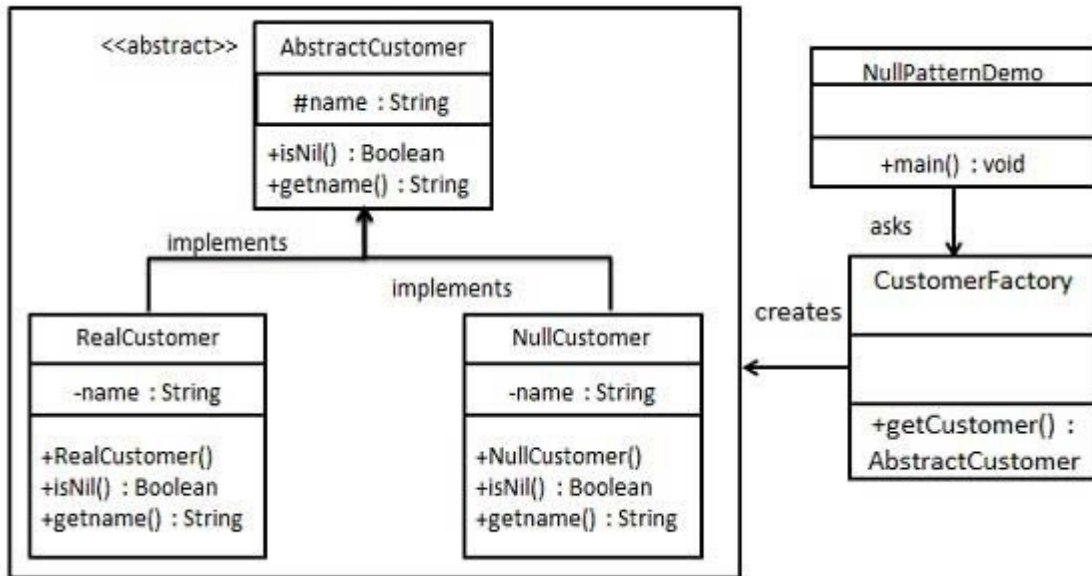 <<abstract>>
AbstractCustomer
#name : String
+isNil() : Boolean
+getname() : String
implements
implements
RealCustomer
-name : String
+RealCustomer()
+isNil() : Boolean
+getname() : String
NullCustomer
-name : String
+NullCustomer()
+isNil() : Boolean
+getname() : String
NullPatternDemo
+main() : void
asks
CustomerFactory
creates
+getCustomer() :
AbstractCustomer